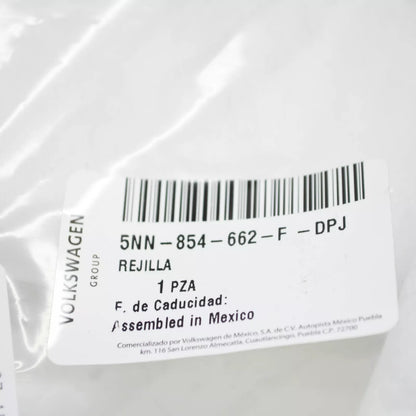 VOLKSWAGEN
GROUP
5NN-854-662-F -DPJ
REJILLA
1 PZA
F. de Caducidad:
Assembled in Mexico
Comercializado por Volkswagen de México, S.A. de C.V. Autopista México Puebla
km. 116 San Lorenzo Almecatla, Cuautlancingo, Puebla C.P. 72700